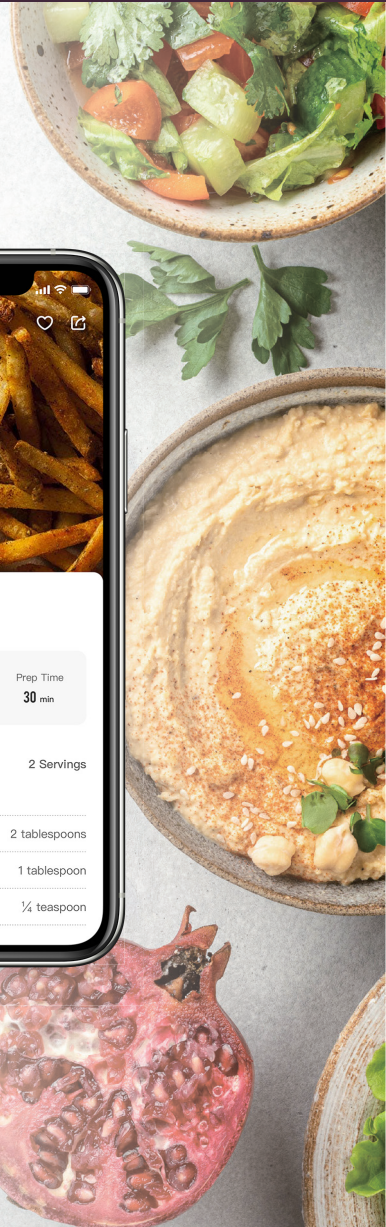 Prep Time
30 min
2 Servings
2 tablespoons
1 tablespoon
¼ teaspoon